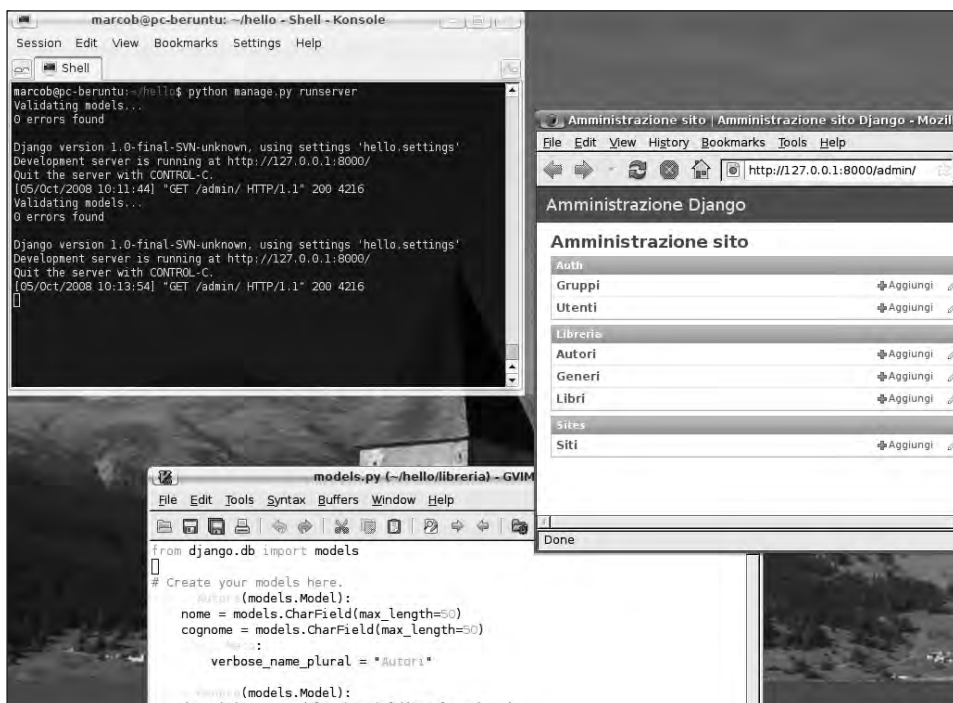 marcob@pc-beruntu: ~/hello - Shell - Konsole
Session Edit View Bookmarks Settings Help
Shell
marcob@pc-beruntu:~/hello$ python manage.py runserver
Validating models...
0 errors found
Django version 1.0-final-SVN-unknown, using settings 'hello.settings'
Development server is running at http://127.0.0.1:8000/
Quit the server with CONTROL-C.
[05/Oct/2008 10:11:44] "GET /admin/ HTTP/1.1" 200 4216
Validating models...
0 errors found
Django version 1.0-final-SVN-unknown, using settings 'hello.settings'
Development server is running at http://127.0.0.1:8000/
Quit the server with CONTROL-C.
[05/Oct/2008 10:13:54] "GET /admin/ HTTP/1.1" 200 4216
Amministrazione sito | Amministrazione sito Django - Mozil
File Edit View History Bookmarks Tools Help
http://127.0.0.1:8000/admin/
Amministrazione Django
Amministrazione sito
Auth
Gruppi Aggiungi
Utenti Aggiungi
Libreria
Autori Aggiungi
Generi Aggiungi
Libri Aggiungi
Sites
Siti Aggiungi
Done
models.py (~/hello/libreria) - GVIM
File Edit Tools Syntax Buffers Window Help
from django.db import models
# Create your models here.
Autore(models.Model):
nome = models.CharField(max_length=50)
cognome = models.CharField(max_length=50)
Meta:
verbose_name_plural = "Autori"
(models.Model):